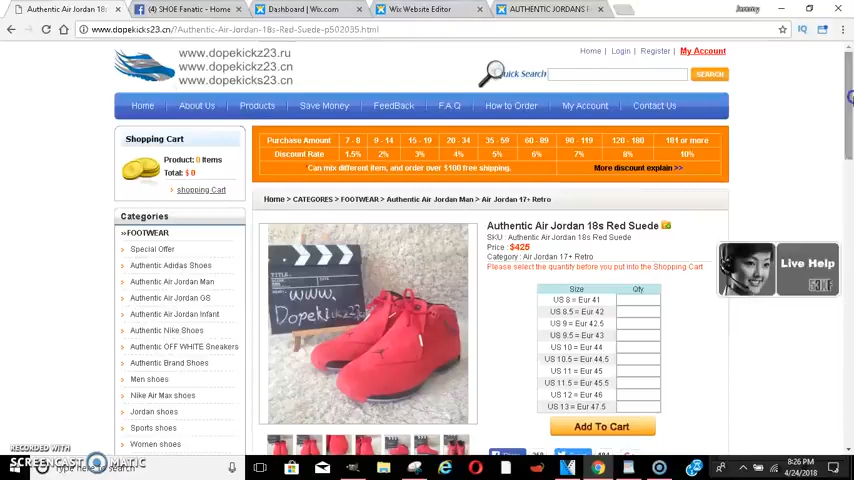 Authentic Air Jordan 18s
(4) SHOE Fanatic - Home
Dashboard | Wix.com
Wix Website Editor
AUTHENTIC JORDANS F
Jeremy
www.dopekicks23.cn/?Authentic-Air-Jordan-18s-Red-Suede-p502035.html
www.dopekickz23.ru
www.dopekicks23.cn
www.dopekickz23.cn
Home | Login | Register | My Account
Quick Search
SEARCH
Home
About Us
Products
Save Money
FeedBack
F.A.Q
How to Order
My Account
Contact Us
Shopping Cart
Product: 0 Items
Total: $ 0
shopping Cart
Purchase Amount 7 - 8 9 - 14 15 - 19 20 - 34 35 - 59 60 - 89 90 - 119 120 - 180 181 or more
Discount Rate 1.5% 2% 3% 4% 5% 6% 7% 8% 10%
*Can mix different item, and order over $100 free shipping. More discount explain >>
Categories
»FOOTWEAR
Special Offer
Authentic Adidas Shoes
Authentic Air Jordan Man
Authentic Air Jordan GS
Authentic Air Jordan Infant
Authentic Nike Shoes
Authentic OFF WHITE Sneakers
Authentic Brand Shoes
Men shoes
Nike Air Max shoes
Jordan shoes
Sports shoes
Women shoes
Home » CATEGORES » FOOTWEAR » Authentic Air Jordan Man » Air Jordan 17+ Retro
TITLE
www.
Dopekickz23.cn
Authentic Air Jordan 18s Red Suede
SKU : Authentic Air Jordan 18s Red Suede
Price : $425
Category : Air Jordan 17+ Retro
Please select the quantity before you put into the Shopping Cart
Size Qty
US 8 = Eur 41
US 8.5 = Eur 42
US 9 = Eur 42.5
US 9.5 = Eur 43
US 10 = Eur 44
US 10.5 = Eur 44.5
US 11 = Eur 45
US 11.5 = Eur 45.5
US 12 = Eur 46
US 13 = Eur 47.5
Add To Cart
Live Help
RECORDED WITH
SCREENCAST MATIC
Type here to search
8:26 PM
4/24/2018